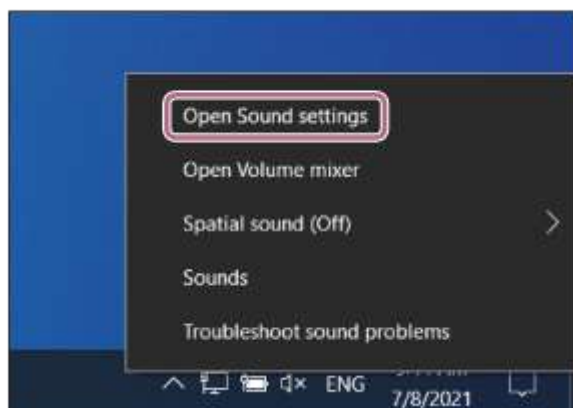 Open Sound settings
Open Volume mixer
Spatial sound (Off)
Sounds
Troubleshoot sound problems
ENG
7/8/2021